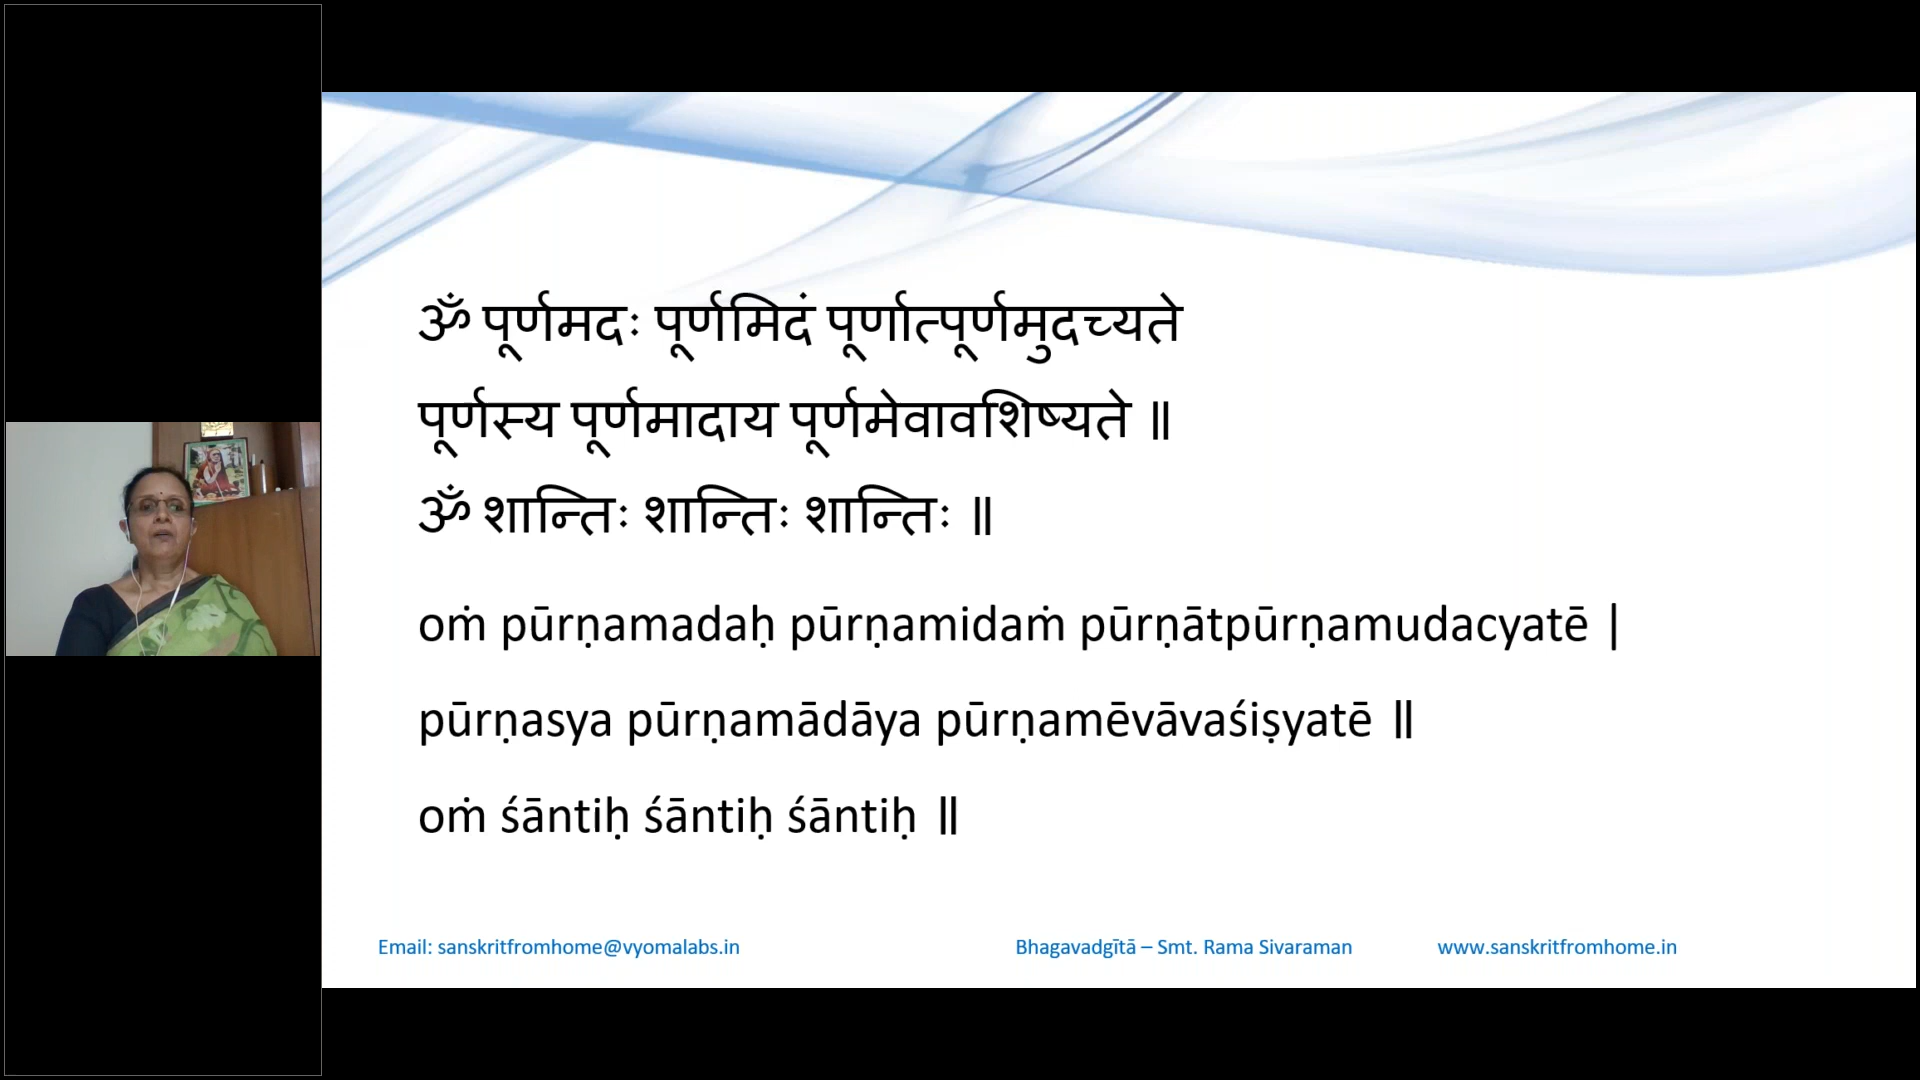 ॐ पूर्णमदः पूर्णमिदं पूर्णात्पूर्णमुदच्यते
पूर्णस्य पूर्णमादाय पूर्णमेवावशिष्यते ॥
ॐ शान्तिः शान्तिः शान्तिः ॥
oṁ pūrṇamadaḥ pūrṇamidaṁ pūrṇātpūrṇamudacyatē |
pūrṇasya pūrṇamādāya pūrṇamēvāvaśiṣyatē ॥
oṁ śāntiḥ śāntiḥ śāntiḥ ॥
Email: sanskritfromhome@vyomalabs.in Bhagavadgītā – Smt. Rama Sivaraman www.sanskritfromhome.in